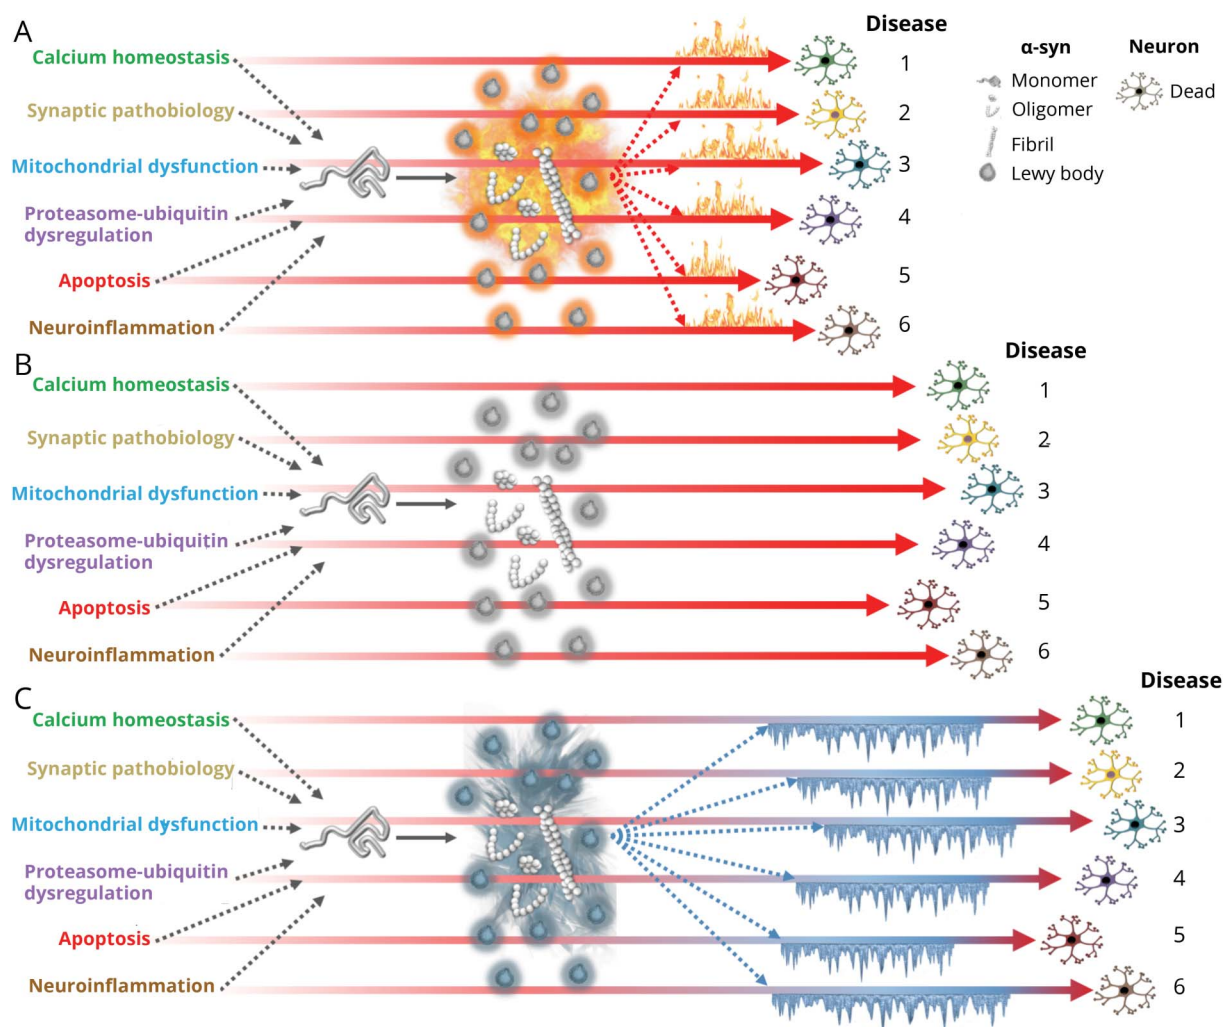 A
Disease
Calcium homeostasis
1
Synaptic pathobiology
2
Mitochondrial dysfunction
3
Proteasome-ubiquitin
dysregulation
4
Apoptosis
5
Neuroinflammation
6
α-syn
Monomer
Oligomer
Fibril
Lewy body
Neuron
Dead
B
Disease
Calcium homeostasis
1
Synaptic pathobiology
2
Mitochondrial dysfunction
3
Proteasome-ubiquitin
dysregulation
4
Apoptosis
5
Neuroinflammation
6
C
Disease
Calcium homeostasis
1
Synaptic pathobiology
2
Mitochondrial dysfunction
3
Proteasome-ubiquitin
dysregulation
4
Apoptosis
5
Neuroinflammation
6